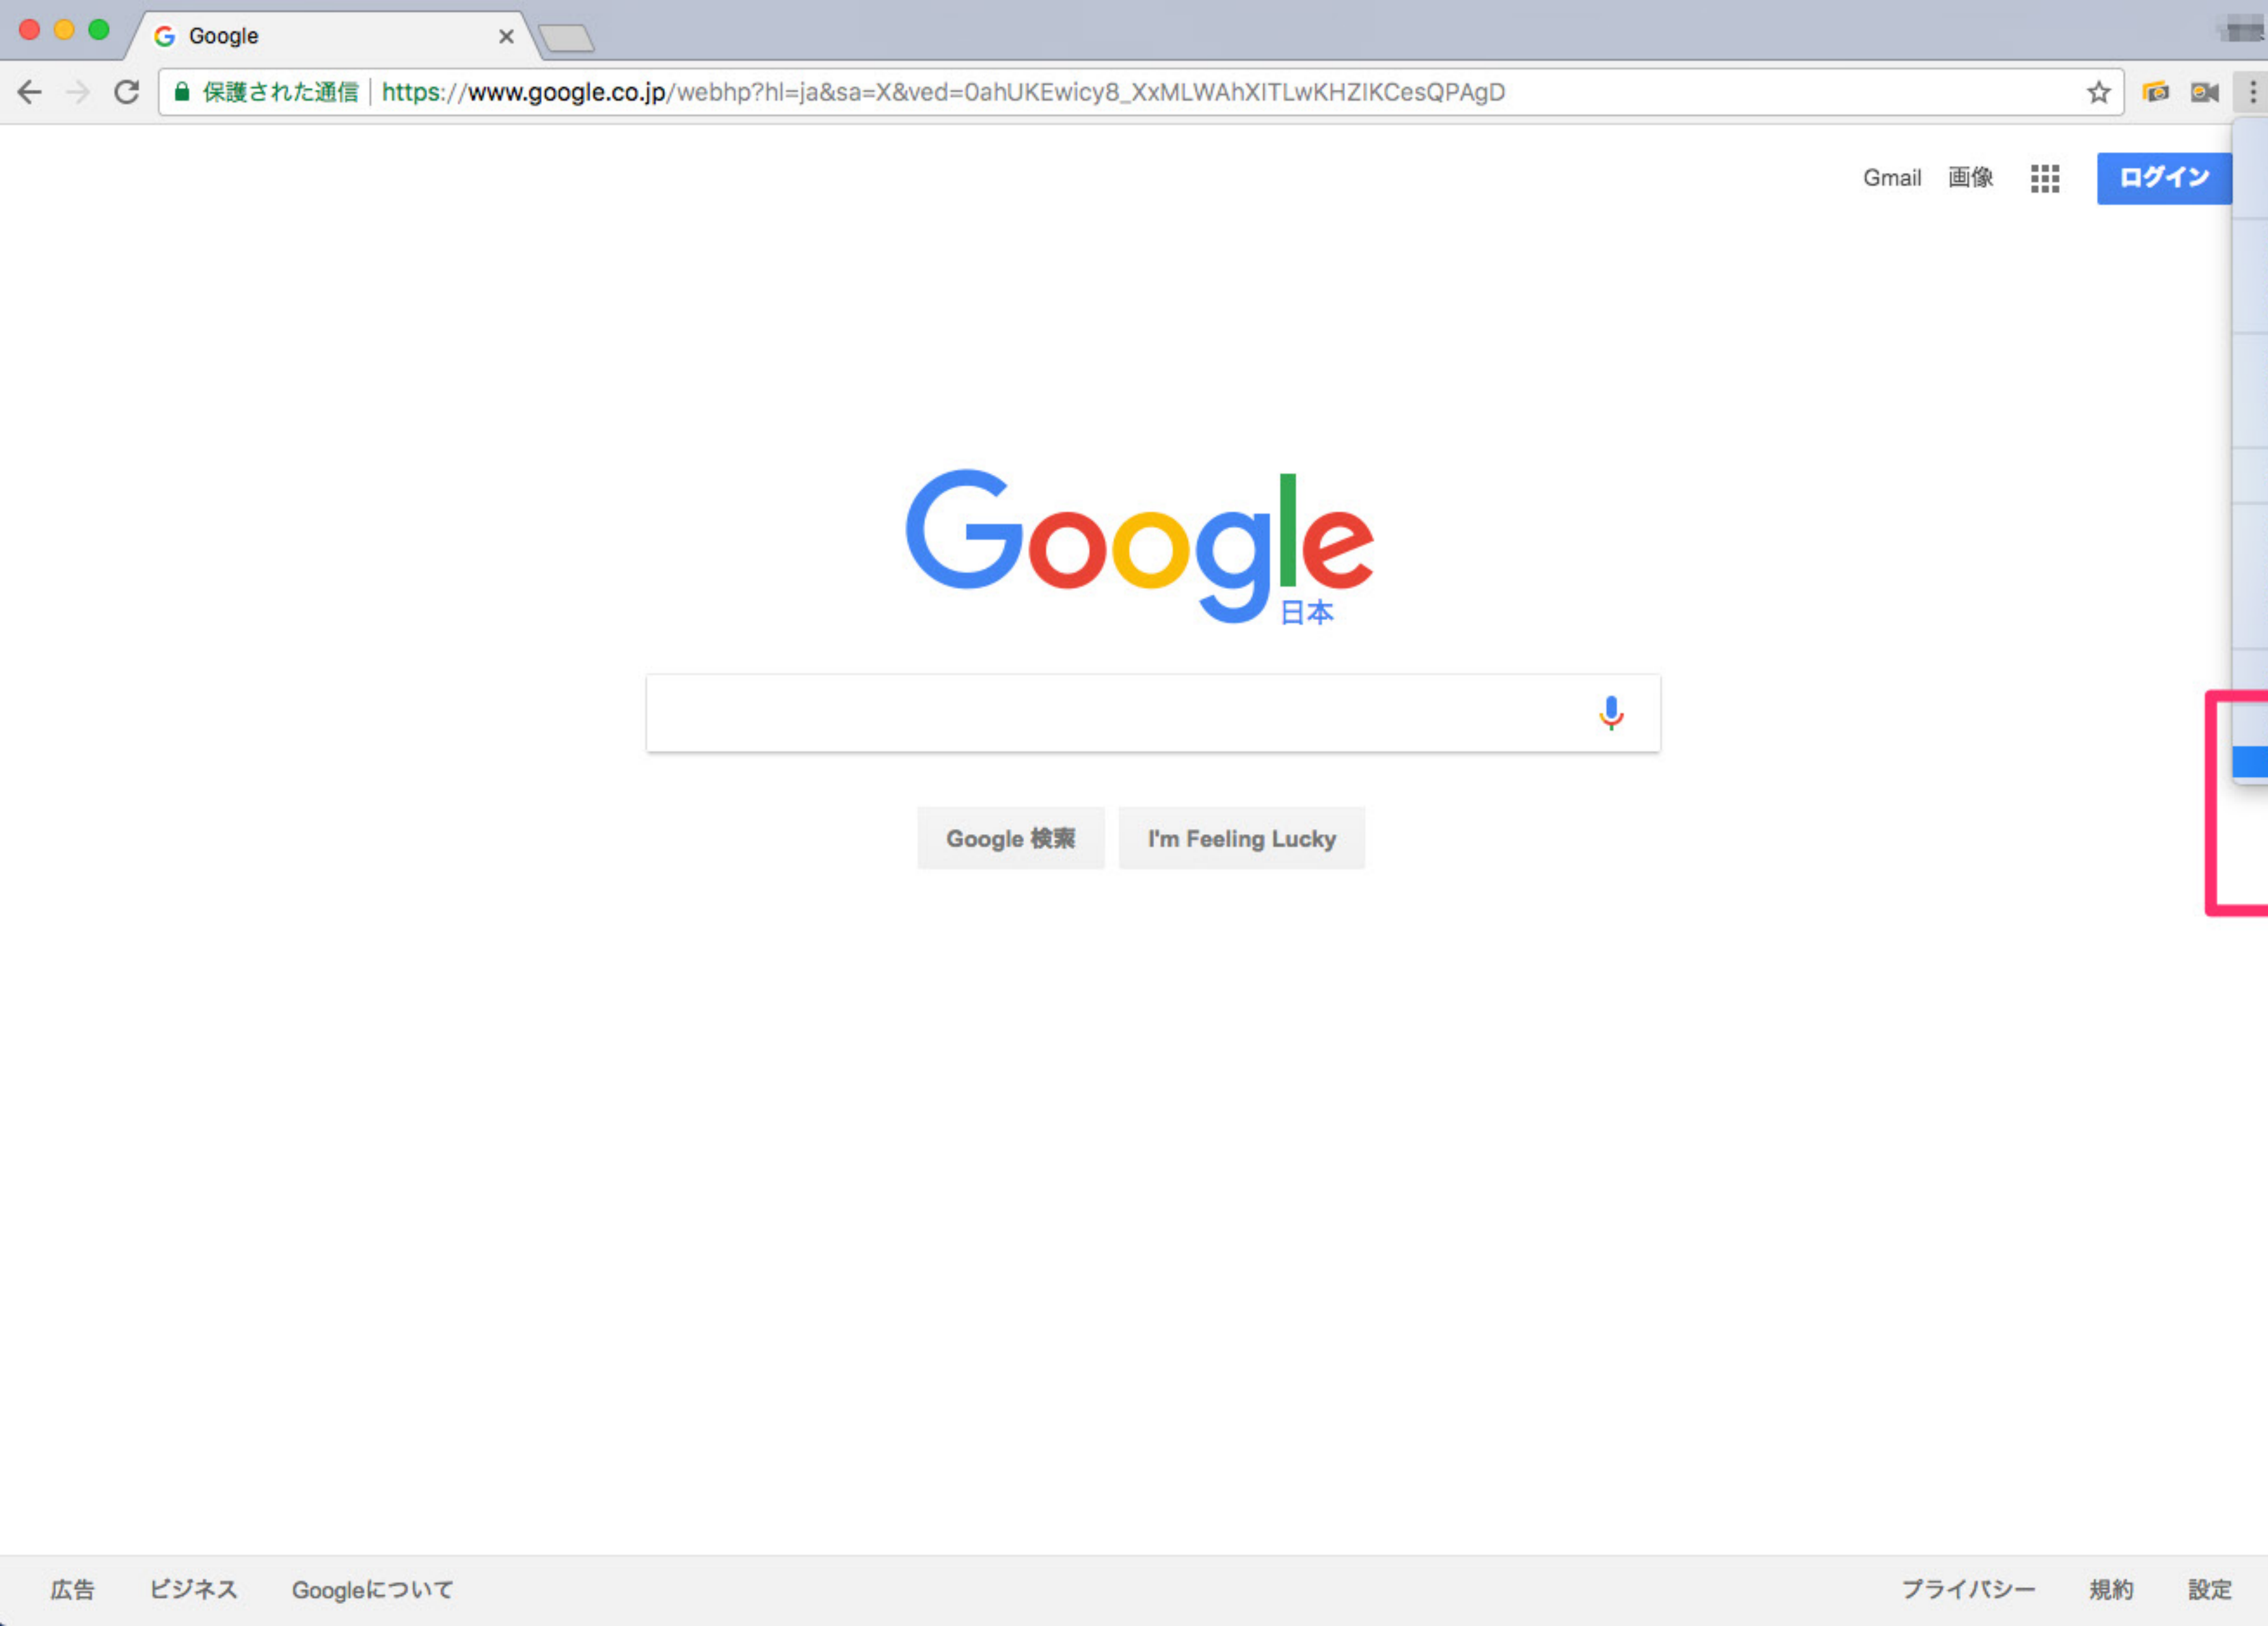 Google
保護された通信 https://www.google.co.jp/webhp?hl=ja&sa=X&ved=0ahUKEwicy8_XxMLWAhXITLwKHZIKCesQPAgD
Gmail 画像 ログイン
Google
日本
Google 検索 I'm Feeling Lucky
広告 ビジネス Googleについて プライバシー 規約 設定